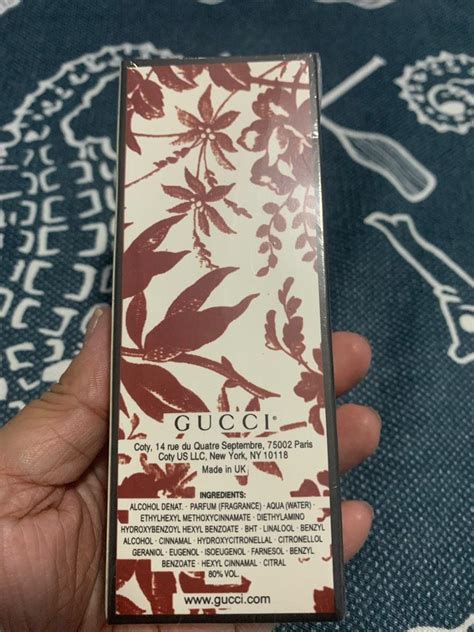 GUCCI®
Coty, 14 rue du Quatre Septembre, 75002 Paris
Coty US LLC, New York, NY 10118
Made in UK
INGREDIENTS:
ALCOHOL DENAT. · PARFUM (FRAGRANCE) · AQUA (WATER) ·
ETHYLHEXYL METHOXYCINNAMATE · DIETHYLAMINO
HYDROXYBENZOYL HEXYL BENZOATE · BHT · LINALOOL · BENZYL
ALCOHOL · CINNAMAL · HYDROXYCITRONELLAL · CITRONELLOL
GERANIOL · EUGENOL · ISOEUGENOL · FARNESOL · BENZYL
BENZOATE · HEXYL CINNAMAL · CITRAL
80% VOL.
www.gucci.com